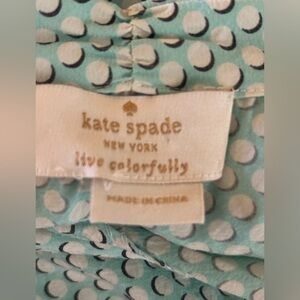 kate spade
NEW YORK
live colorfully
MADE IN CHINA